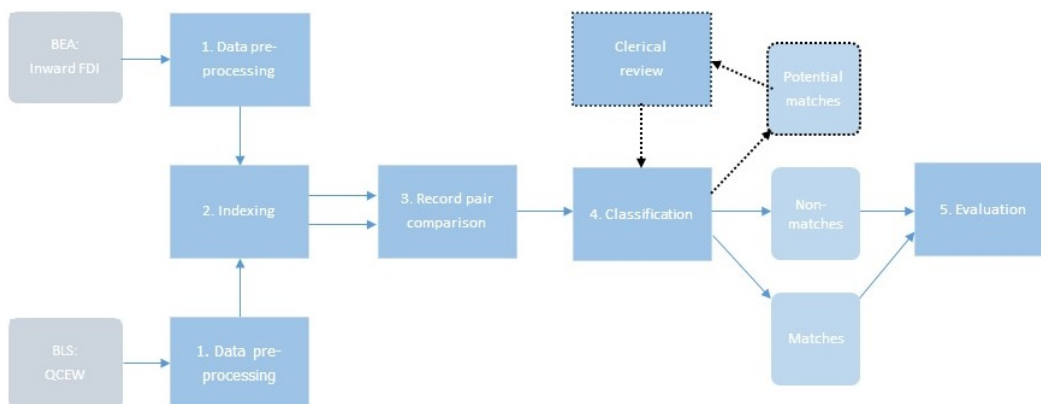 BEA:
Inward FDI
1. Data pre-
processing
Clerical
review
Potential
matches
2. Indexing
3. Record pair
comparison
4. Classification
Non-
matches
5. Evaluation
Matches
BLS:
QCEW
1. Data pre-
processing